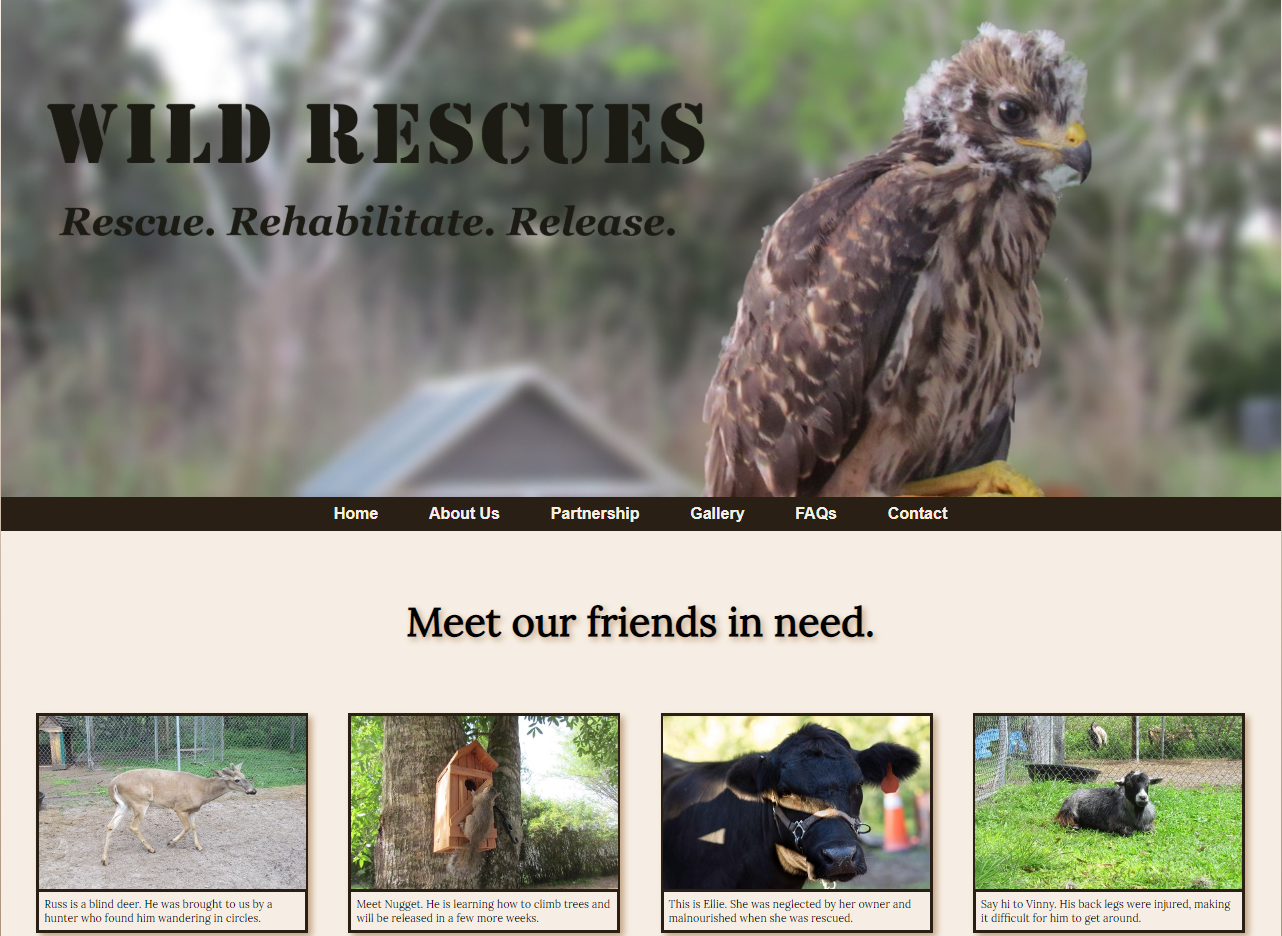 WILD RESCUES
Rescue. Rehabilitate. Release.
Home About Us Partnership Gallery FAQs Contact
Meet our friends in need.
Russ is a blind deer. He was brought to us by a
hunter who found him wandering in circles.
Meet Nugget. He is learning how to climb trees and
will be released in a few more weeks.
This is Ellie. She was neglected by her owner and
malnourished when she was rescued.
Say hi to Vinny. His back legs were injured, making
it difficult for him to get around.